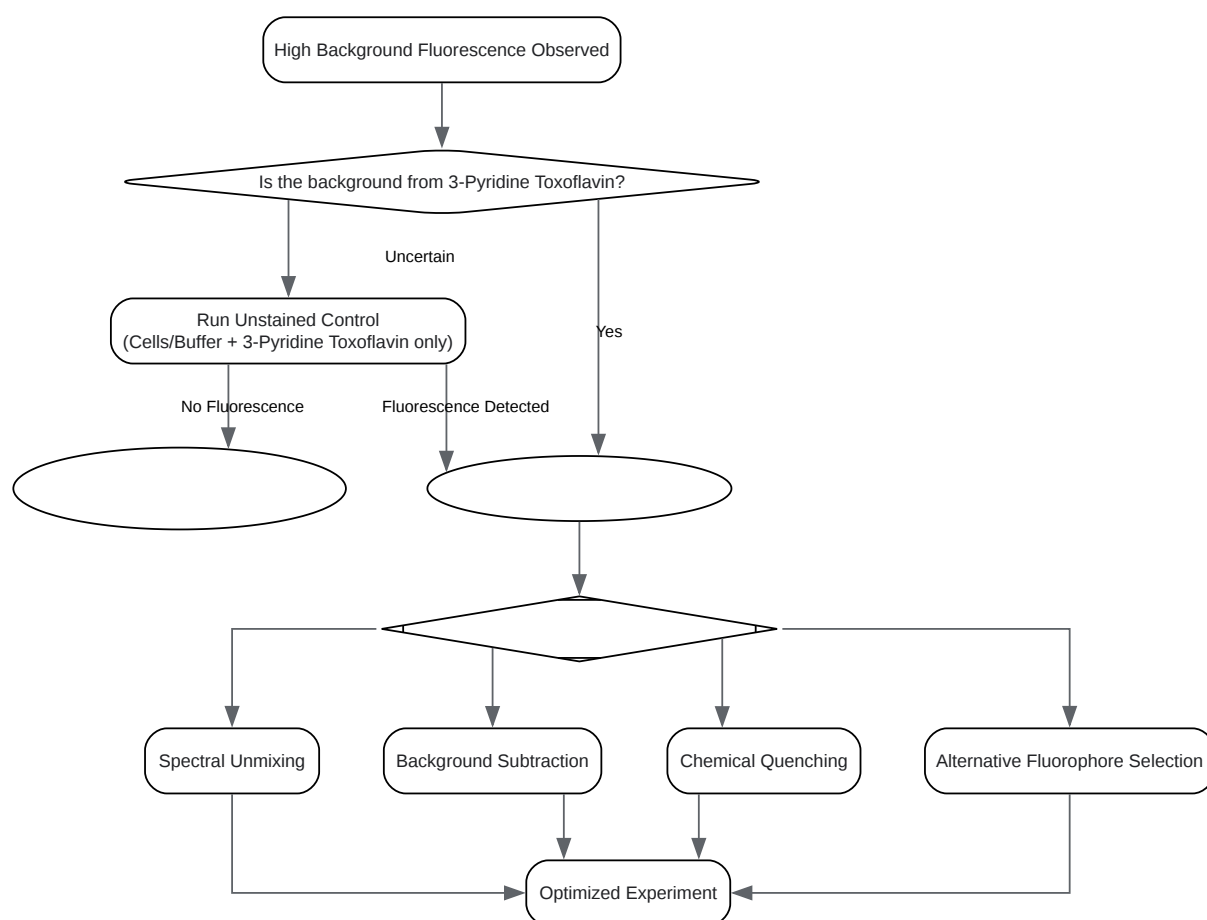 High Background Fluorescence Observed
Is the background from 3-Pyridine Toxoflavin?
Uncertain
Run Unstained Control
(Cells/Buffer + 3-Pyridine Toxoflavin only)
Yes
No Fluorescence
Fluorescence Detected
Spectral Unmixing
Background Subtraction
Chemical Quenching
Alternative Fluorophore Selection
Optimized Experiment